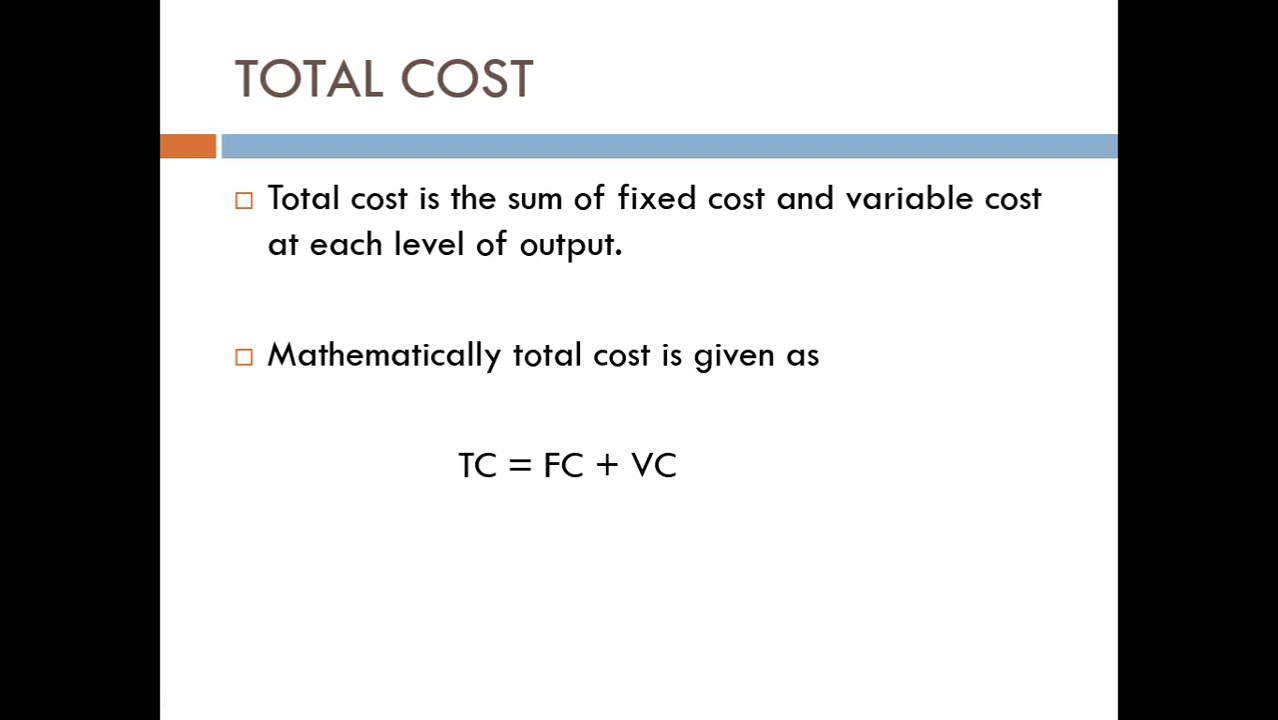 TOTAL COST
Total cost is the sum of fixed cost and variable cost
at each level of output.
Mathematically total cost is given as
TC = FC + VC